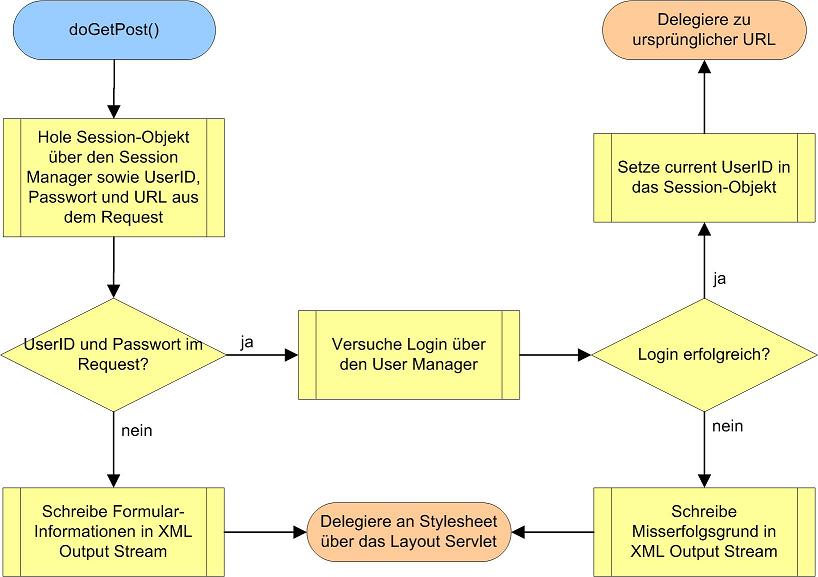 doGetPost()
Delegiere zu
ursprünglicher URL
Hole Session-Objekt
über den Session
Manager sowie UserID,
Passwort und URL aus
dem Request
Setze current UserID in
das Session-Objekt
ja
UserID und Passwort im
Request?
ja
Versuche Login über
den User Manager
Login erfolgreich?
nein
nein
Schreibe Formular-
Informationen in XML
Output Stream
Delegiere an Stylesheet
über das Layout Servlet
Schreibe
Misserfolgsgrund in
XML Output Stream